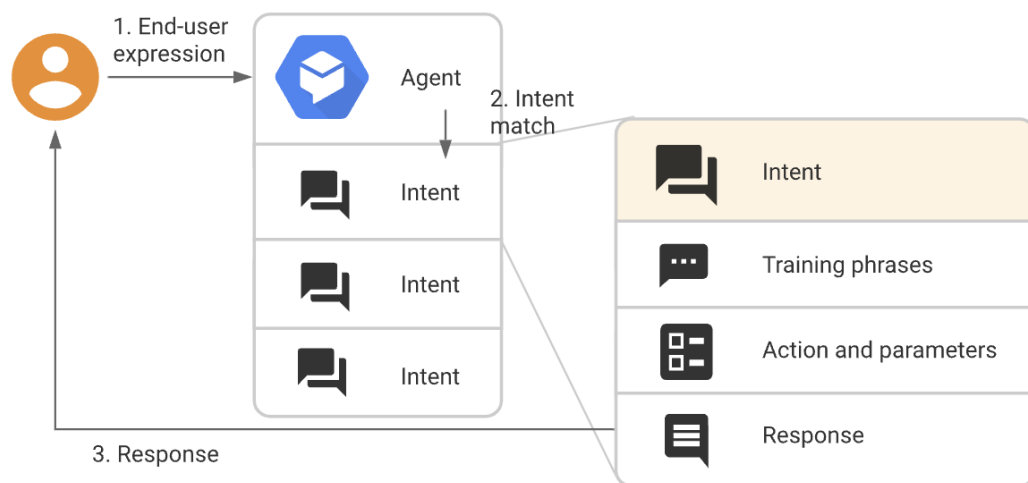 1. End-user
expression
Agent
2. Intent
match
Intent
Intent
Intent
Intent
Training phrases
Action and parameters
Response
3. Response